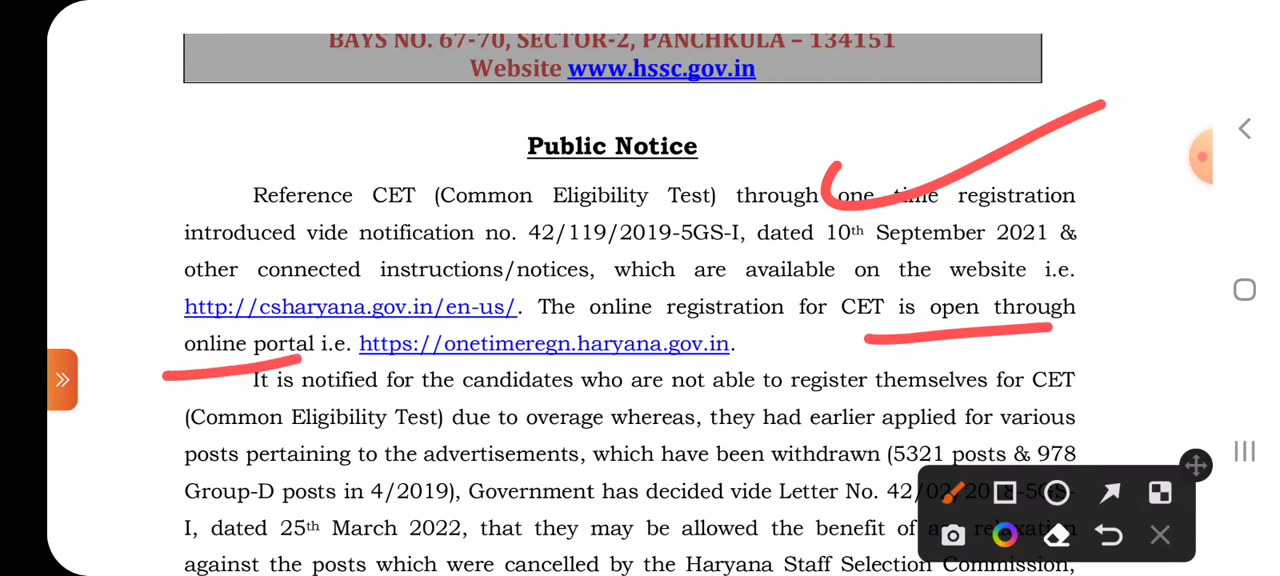 BAYS NO. 67-70, SECTOR-2, PANCHKULA – 134151
Website www.hssc.gov.in
Public Notice
Reference CET (Common Eligibility Test) through one time registration
introduced vide notification no. 42/119/2019-5GS-I, dated 10th September 2021 &
other connected instructions/notices, which are available on the website i.e.
http://csharyana.gov.in/en-us/. The online registration for CET is open through
online portal i.e. https://onetimeregn.haryana.gov.in.
It is notified for the candidates who are not able to register themselves for CET
(Common Eligibility Test) due to overage whereas, they had earlier applied for various
posts pertaining to the advertisements, which have been withdrawn (5321 posts & 978
Group-D posts in 4/2019), Government has decided vide Letter No. 42/02/2018-5GS-
I, dated 25th March 2022, that they may be allowed the benefit of age relaxation
against the posts which were cancelled by the Haryana Staff Selection Commission,